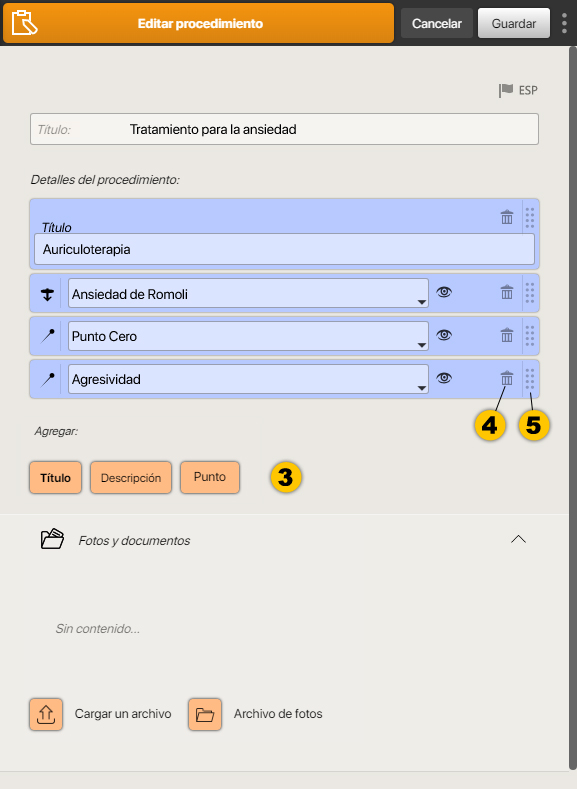 Editar procedimiento Cancelar Guardar
ESP
Título: Tratamiento para la ansiedad
Detalles del procedimiento:
Título
Auriculoterapia
Ansiedad de Romoli
Punto Cero
Agresividad
4 5
Agregar:
Título Descripción Punto 3
Fotos y documentos
Sin contenido...
Cargar un archivo Archivo de fotos